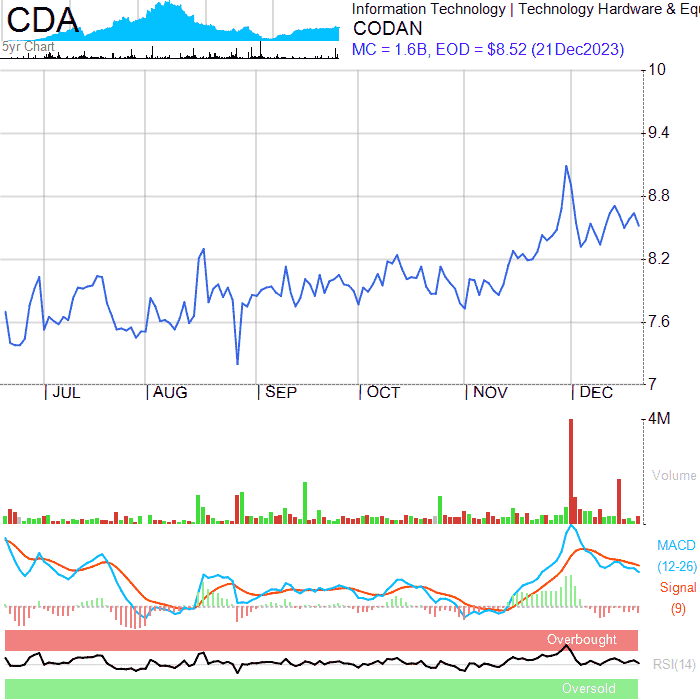 CDA
5yr Chart
Information Technology | Technology Hardware & Equ
CODAN
MC = 1.6B, EOD = $8.52 (21Dec2023)
10
9.4
8.8
8.2
7.6
7
JUL AUG SEP OCT NOV DEC
4M
Volume
MACD
(12-26)
Signal
(9)
Overbought
RSI(14)
Oversold